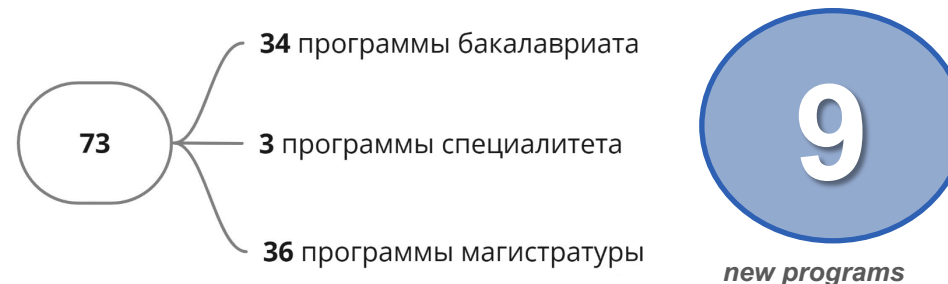 34 программы бакалавриата
73
3 программы специалитета
36 программы магистратуры
9
new programs